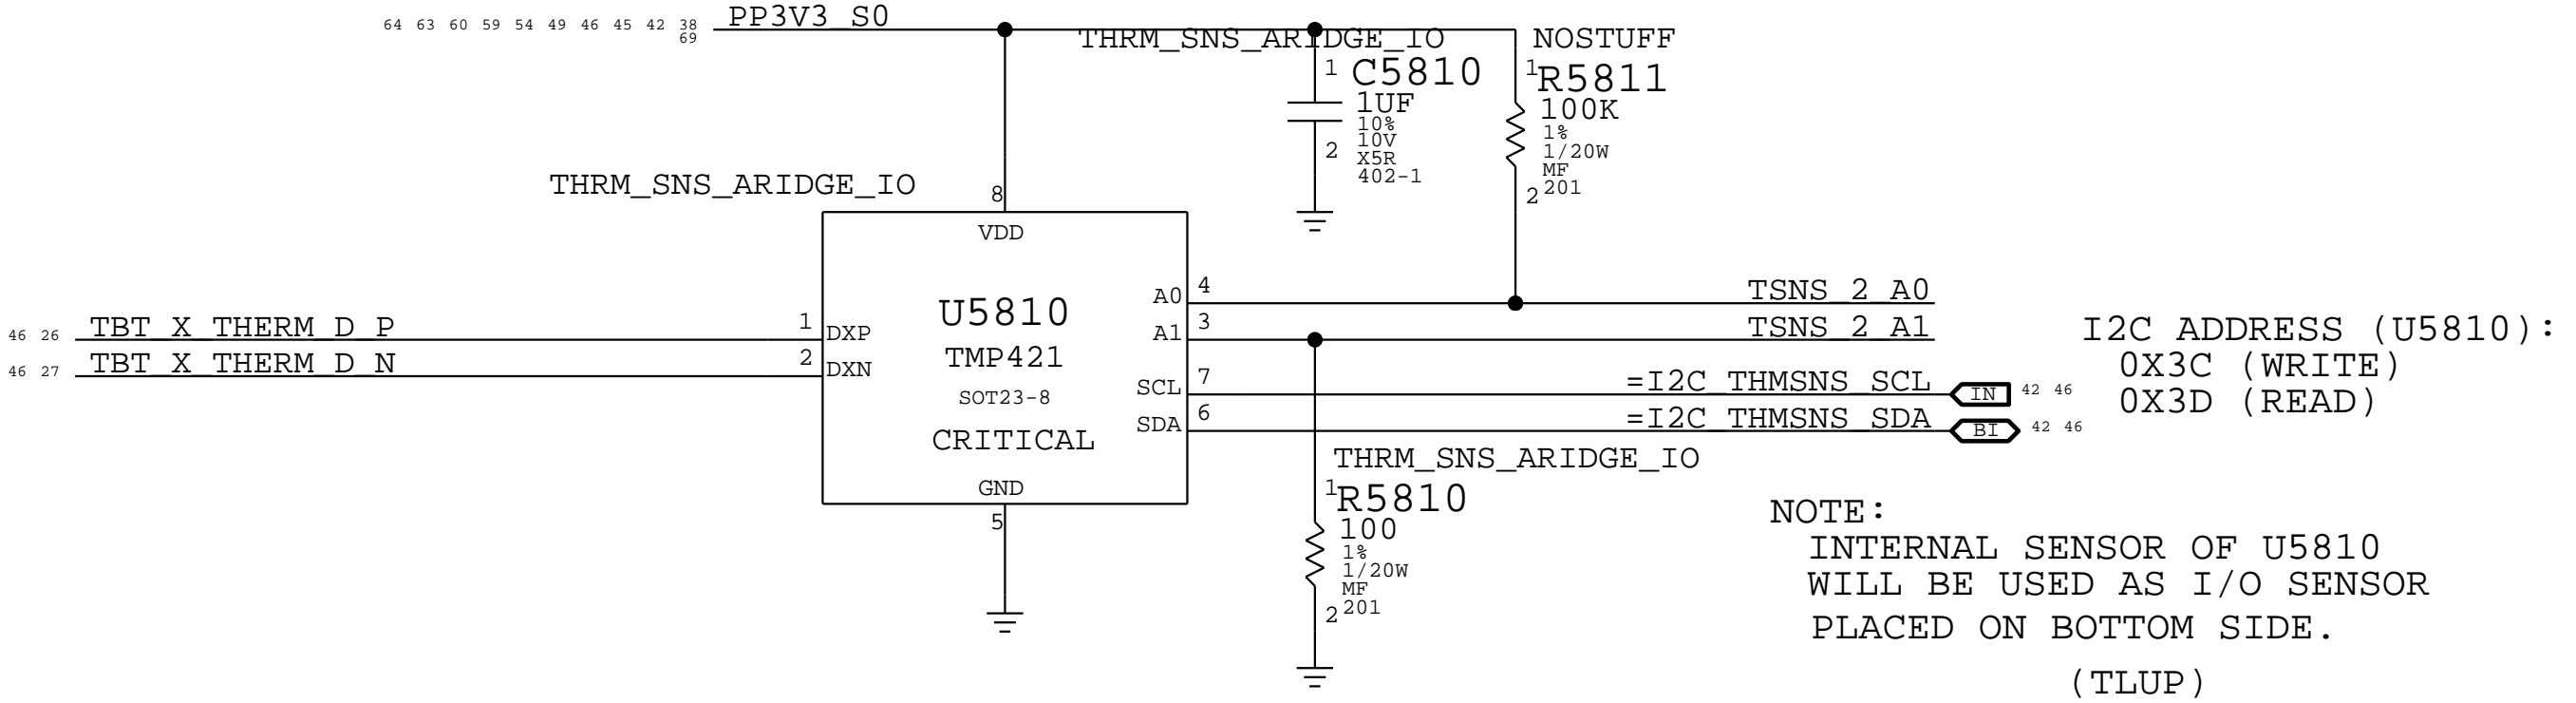 64 63 60 59 54 49 46 45 42 38
69
PP3V3_S0
THRM_SNS_ARIDGE_IO
1
C5810
1UF
10%
10V
X5R
402-1
2
NOSTUFF
1
R5811
100K
1%
1/20W
MF
201
2
THRM_SNS_ARIDGE_IO
8
VDD
U5810
TMP421
SOT23-8
CRITICAL
GND
5
46 26 TBT_X_THERM_D_P 1 DXP
46 27 TBT_X_THERM_D_N 2 DXN
A0 4 TSNS_2_A0
A1 3 TSNS_2_A1
SCL 7 =I2C_THMSNS_SCL IN 42 46
SDA 6 =I2C_THMSNS_SDA BI 42 46
I2C ADDRESS (U5810):
0X3C (WRITE)
0X3D (READ)
THRM_SNS_ARIDGE_IO
1
R5810
100
1%
1/20W
MF
201
2
NOTE:
INTERNAL SENSOR OF U5810
WILL BE USED AS I/O SENSOR
PLACED ON BOTTOM SIDE.
(TLUP)